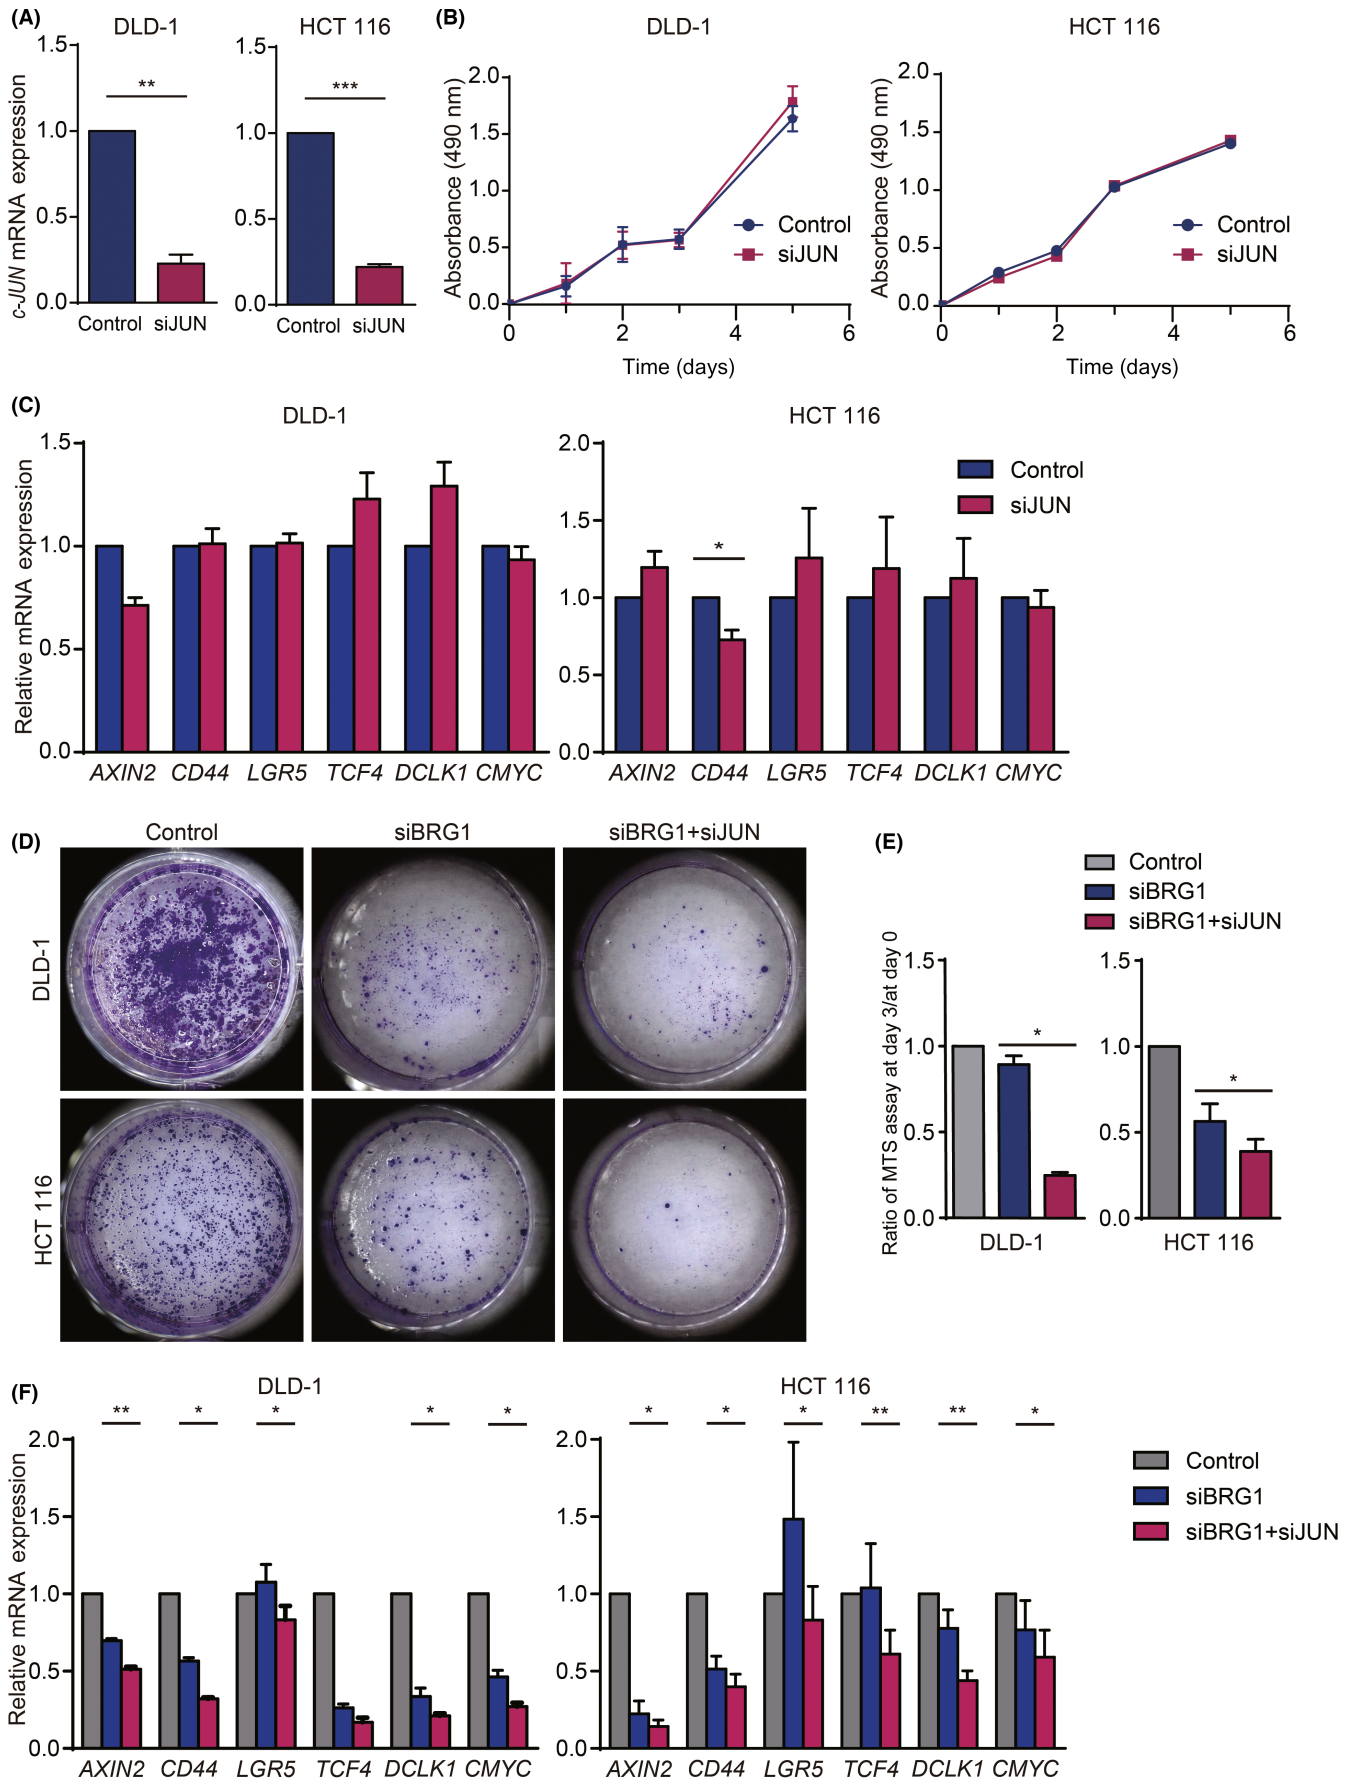 (A)
DLD-1
HCT 116
c-JUN mRNA expression
1.5
1.0
0.5
0.0
**
Control siJUN
1.5
1.0
0.5
0.0
***
Control siJUN
(B)
DLD-1
Absorbance (490 nm)
2.0
1.5
1.0
0.5
0.0
0 2 4 6
Time (days)
Control
siJUN
HCT 116
Absorbance (490 nm)
2.0
1.5
1.0
0.5
0.0
0 2 4 6
Time (days)
Control
siJUN
(C)
DLD-1
Relative mRNA expression
1.5
1.0
0.5
0.0
AXIN2 CD44 LGR5 TCF4 DCLK1 CMYC
HCT 116
2.0
1.5
1.0
0.5
0.0
*
AXIN2 CD44 LGR5 TCF4 DCLK1 CMYC
Control
siJUN
(D)
Control siBRG1 siBRG1+siJUN
DLD-1
HCT 116
(E)
Control
siBRG1
siBRG1+siJUN
Ratio of MTS assay at day 3/at day 0
1.5
1.0
0.5
0.0
*
DLD-1
1.5
1.0
0.5
0.0
*
HCT 116
(F)
DLD-1
** * * * *
Relative mRNA expression
2.0
1.5
1.0
0.5
0.0
AXIN2 CD44 LGR5 TCF4 DCLK1 CMYC
HCT 116
* * * ** ** *
2.0
1.5
1.0
0.5
0.0
AXIN2 CD44 LGR5 TCF4 DCLK1 CMYC
Control
siBRG1
siBRG1+siJUN